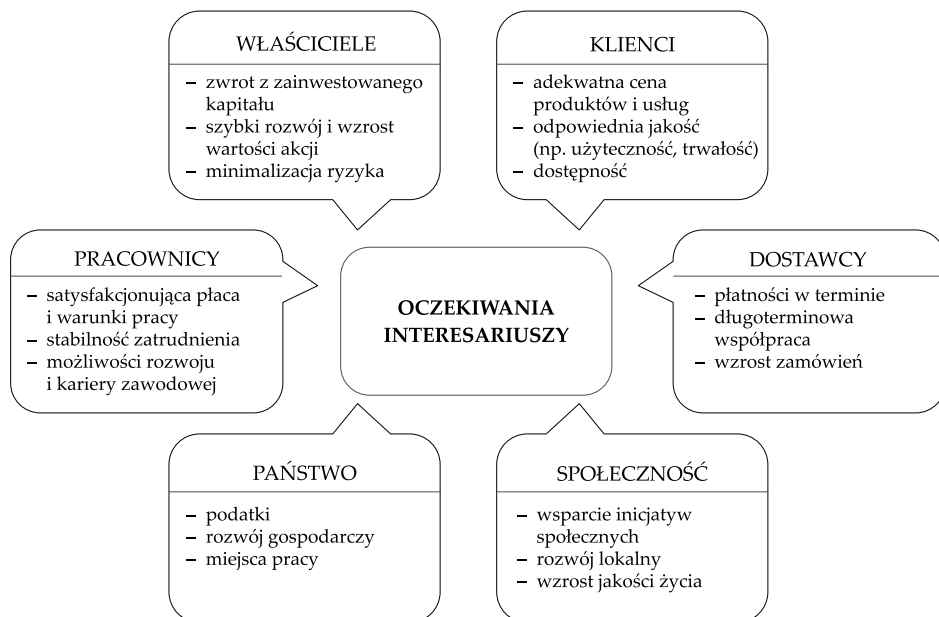 WŁAŚCICIELE
– zwrot z zainwestowanego
kapitału
– szybki rozwój i wzrost
wartości akcji
– minimalizacja ryzyka
KLIENCI
– adekwatna cena
produktów i usług
– odpowiednia jakość
(np. użyteczność, trwałość)
– dostępność
PRACOWNICY
– satysfakcjonująca płaca
i warunki pracy
– stabilność zatrudnienia
– możliwości rozwoju
i kariery zawodowej
OCZEKIWANIA
INTERESARIUSZY
DOSTAWCY
– płatności w terminie
– długoterminowa
współpraca
– wzrost zamówień
PAŃSTWO
– podatki
– rozwój gospodarczy
– miejsca pracy
SPOŁECZNOŚĆ
– wsparcie inicjatyw
społecznych
– rozwój lokalny
– wzrost jakości życia